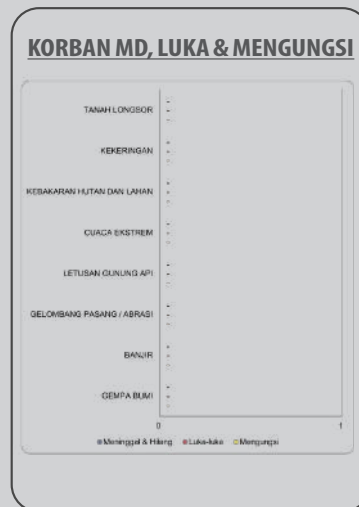 KORBAN MD, LUKA & MENGUNGSI
TANAH LONGSOR
-
-
-
KEKERINGAN
-
-
-
KEBAKARAN HUTAN DAN LAHAN
-
-
-
CUACA EKSTREM
-
-
-
LETUSAN GUNUNG API
-
-
-
GELOMBANG PASANG / ABRASI
-
-
-
BANJIR
-
-
-
GEMPA BUMI
-
-
-
0 1
Meninggal & Hilang Luka-luka Mengungsi